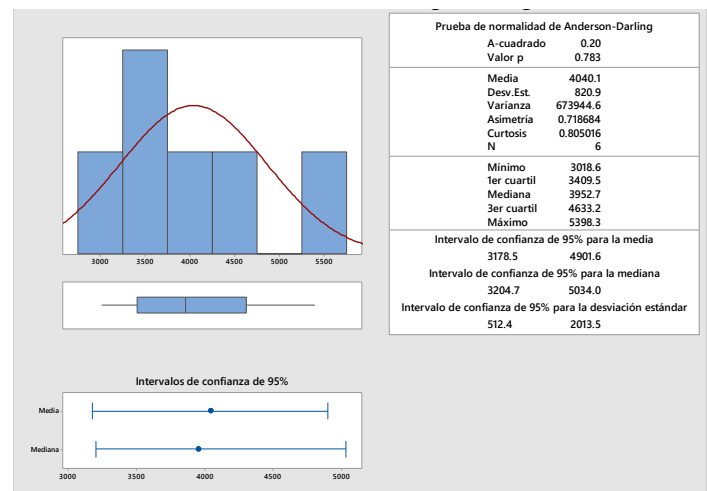 3000 3500 4000 4500 5000 5500
Prueba de normalidad de Anderson-Darling
A-cuadrado 0.20
Valor p 0.783
Media 4040.1
Desv.Est. 820.9
Varianza 673944.6
Asimetría 0.718684
Curtosis 0.805016
N 6
Mínimo 3018.6
1er cuartil 3409.5
Mediana 3952.7
3er cuartil 4633.2
Máximo 5398.3
Intervalo de confianza de 95% para la media
3178.5 4901.6
Intervalo de confianza de 95% para la mediana
3204.7 5034.0
Intervalo de confianza de 95% para la desviación estándar
512.4 2013.5
Intervalos de confianza de 95%
Media
Mediana
3000 3500 4000 4500 5000